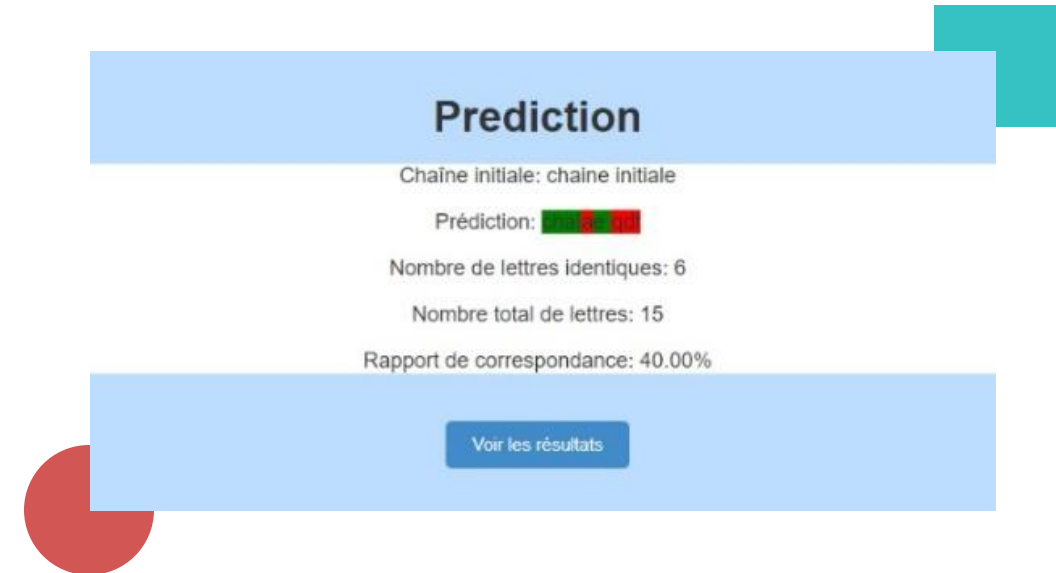 Prediction
Chaîne initiale: chaine initiale
Prédiction:
Nombre de lettres identiques: 6
Nombre total de lettres: 15
Rapport de correspondance: 40.00%
Voir les résultats